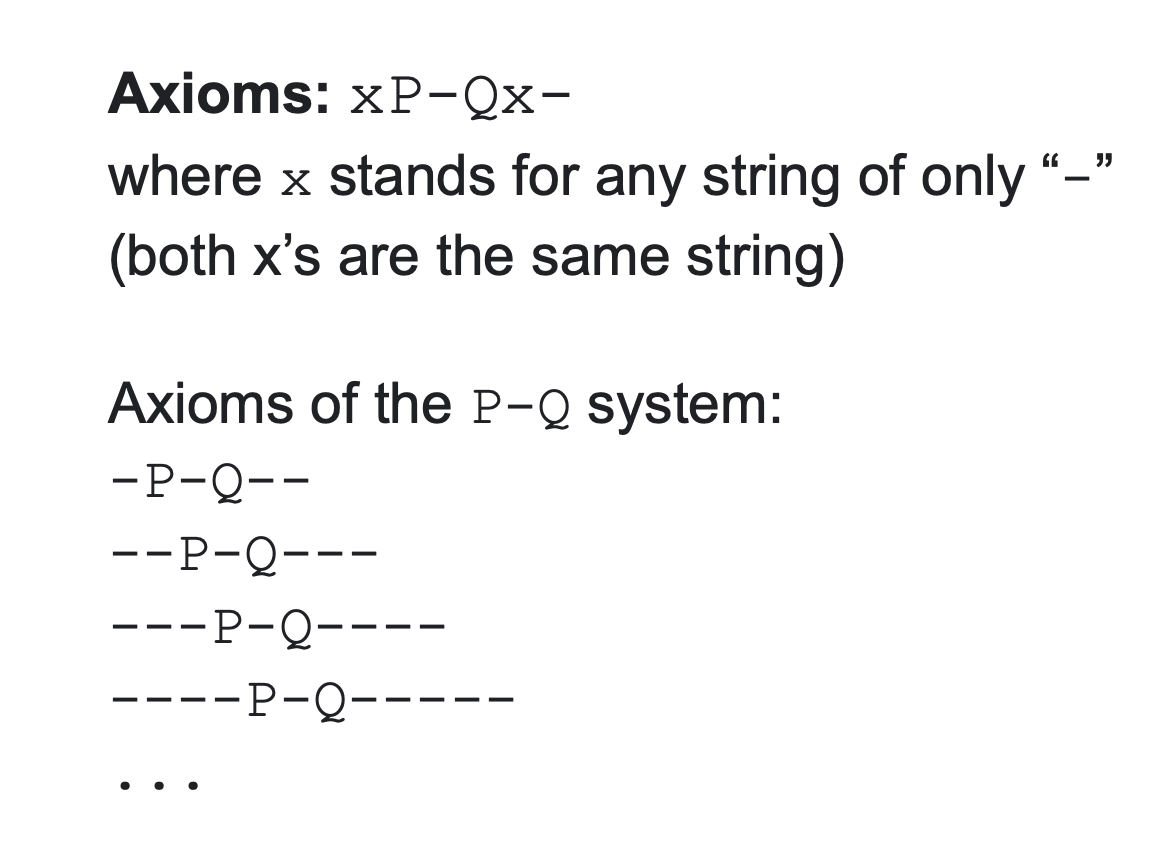 Axioms: xP-Qx-
where x stands for any string of only “-”
(both x’s are the same string)
Axioms of the P-Q system:
-P-Q--
--P-Q---
---P-Q----
----P-Q-----
...